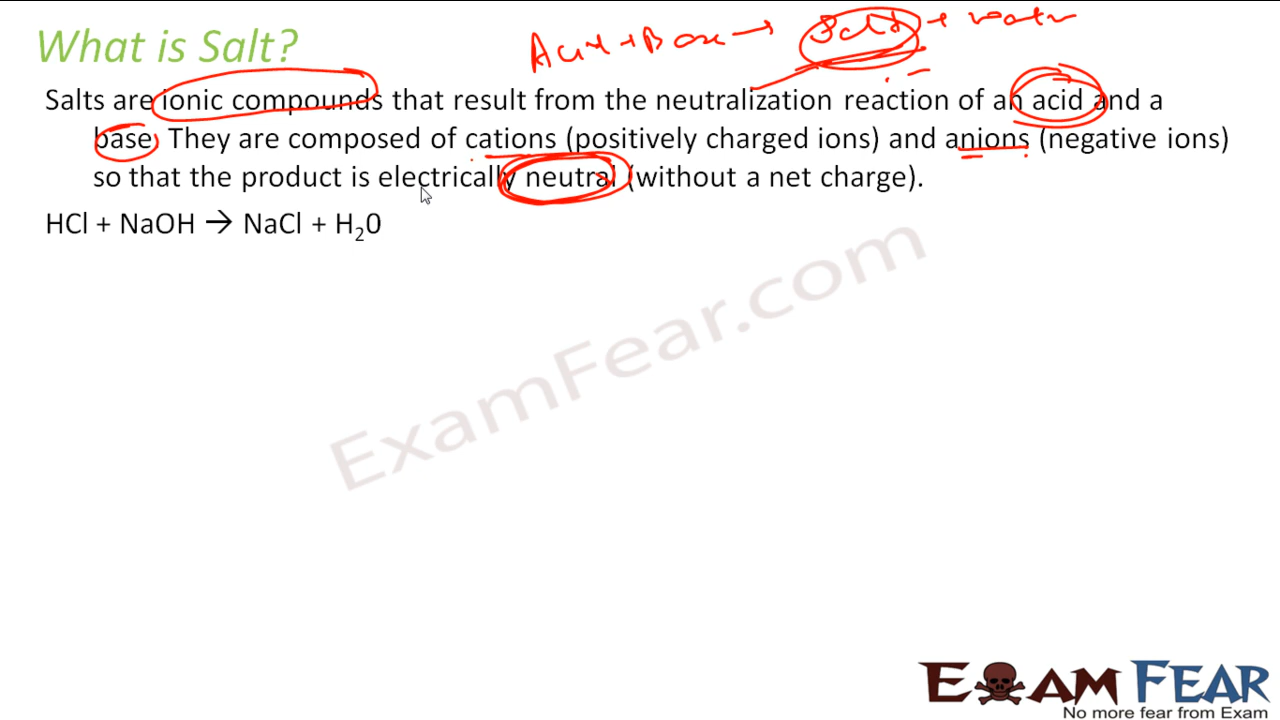 What is Salt?
Acid + Base → Salt + water
Salts are ionic compounds that result from the neutralization reaction of an acid and a
base. They are composed of cations (positively charged ions) and anions (negative ions)
so that the product is electrically neutral (without a net charge).
HCl + NaOH → NaCl + H₂0
ExamFear.com
EXAM FEAR
No more fear from Exam